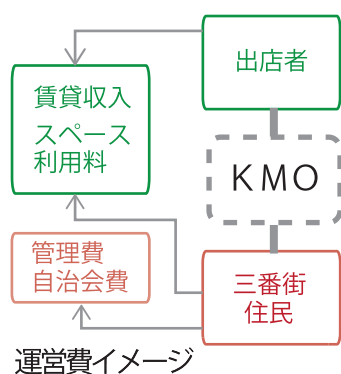 出店者
賃貸収入
スペース
利用料
KMO
管理費
自治会費
三番街
住民
運営費イメージ